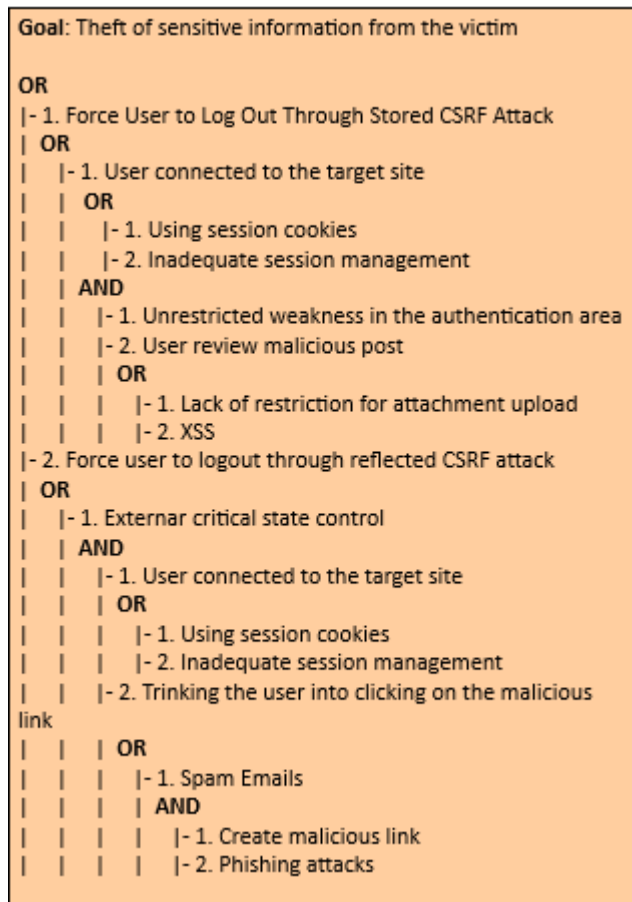 Goal: Theft of sensitive information from the victim
OR
|- 1. Force User to Log Out Through Stored CSRF Attack
| OR
| |- 1. User connected to the target site
| | OR
| | |- 1. Using session cookies
| | |- 2. Inadequate session management
| | AND
| | |- 1. Unrestricted weakness in the authentication area
| | |- 2. User review malicious post
| | | OR
| | | |- 1. Lack of restriction for attachment upload
| | | |- 2. XSS
|- 2. Force user to logout through reflected CSRF attack
| OR
| |- 1. Externar critical state control
| | AND
| | |- 1. User connected to the target site
| | | OR
| | | |- 1. Using session cookies
| | | |- 2. Inadequate session management
| | |- 2. Trinking the user into clicking on the malicious
link
| | | OR
| | | |- 1. Spam Emails
| | | | AND
| | | | |- 1. Create malicious link
| | | | |- 2. Phishing attacks